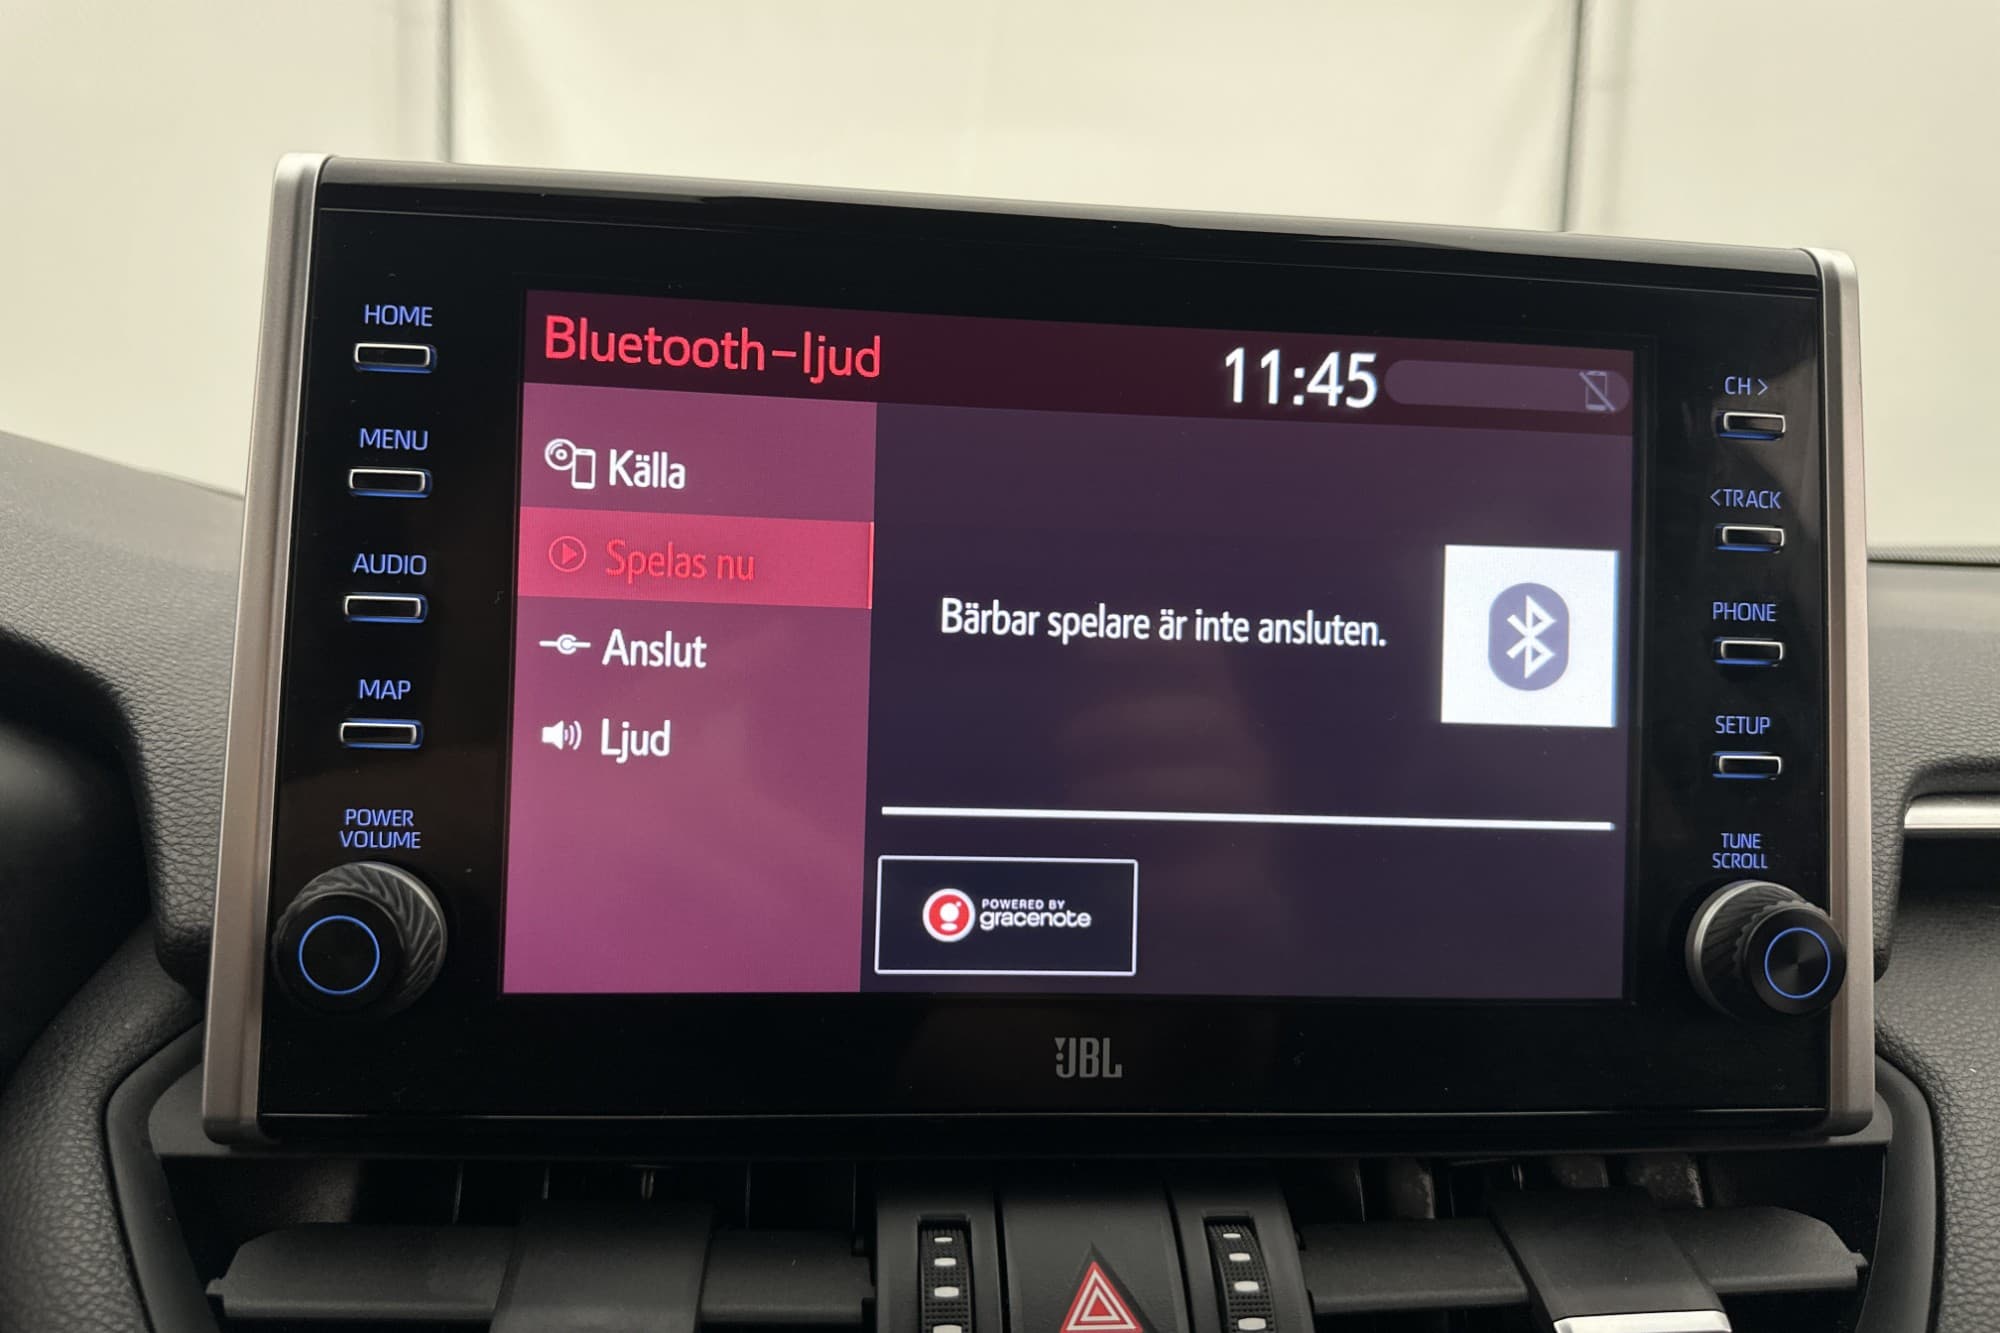 HOME
MENU
AUDIO
MAP
POWER
VOLUME
Bluetooth-ljud
11:45
Källa
Spelas nu
Anslut
Ljud
Bärbar spelare är inte ansluten.
POWERED BY
gracenote
CH >
< TRACK
PHONE
SETUP
TUNE
SCROLL
JBL